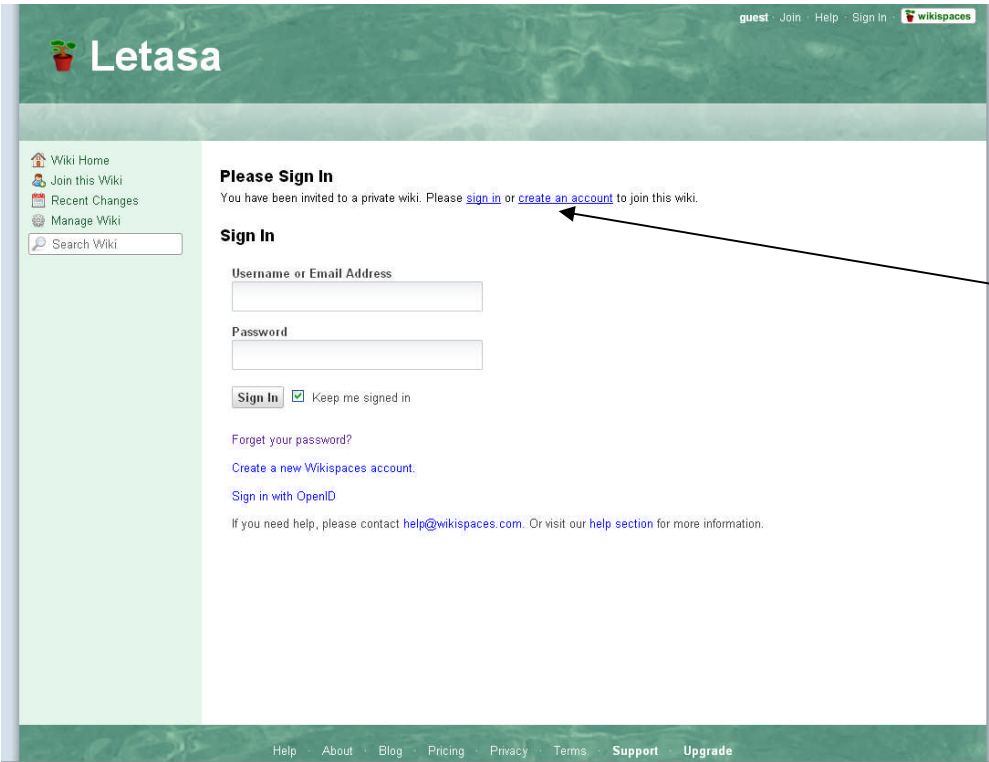 guest · Join · Help · Sign In · wikispaces
Letasa
Wiki Home
Join this Wiki
Recent Changes
Manage Wiki
Search Wiki
Please Sign In
You have been invited to a private wiki. Please sign in or create an account to join this wiki.
Sign In
Username or Email Address
Password
Sign In Keep me signed in
Forget your password?
Create a new Wikispaces account.
Sign in with OpenID
If you need help, please contact help@wikispaces.com. Or visit our help section for more information.
Help · About · Blog · Pricing · Privacy · Terms · Support · Upgrade